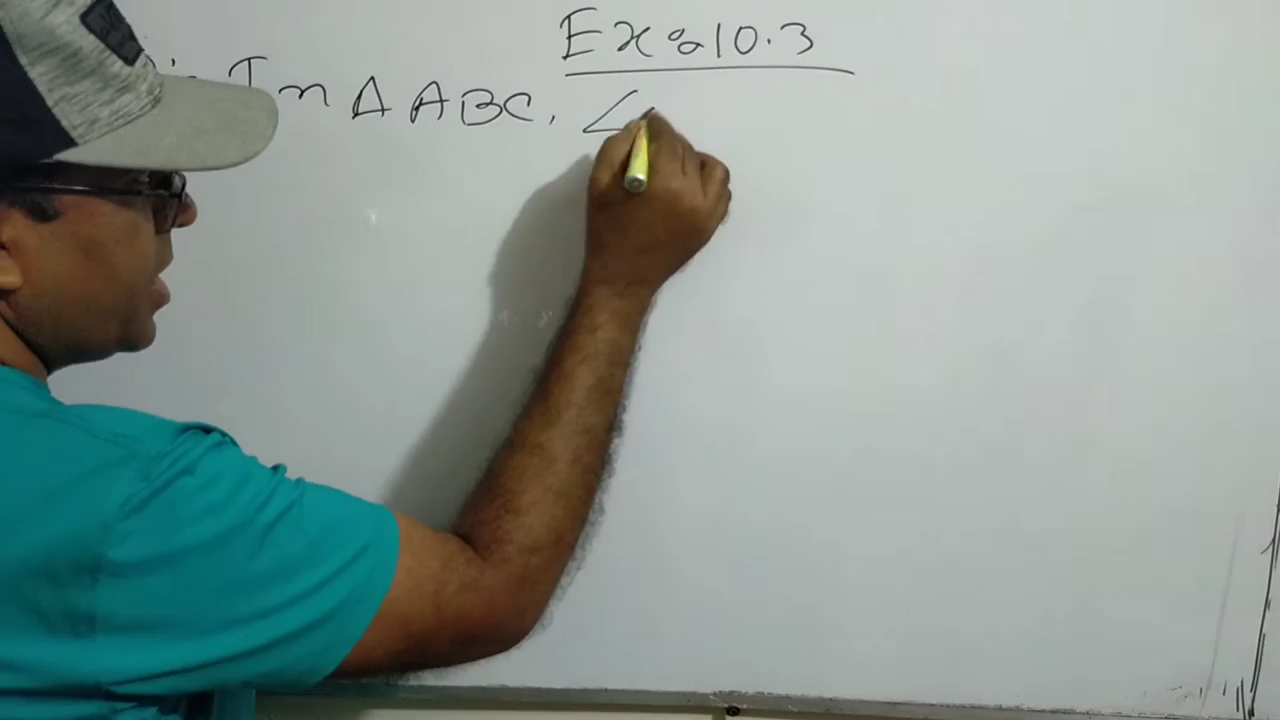 Ex:10.3
In △ABC, ∠